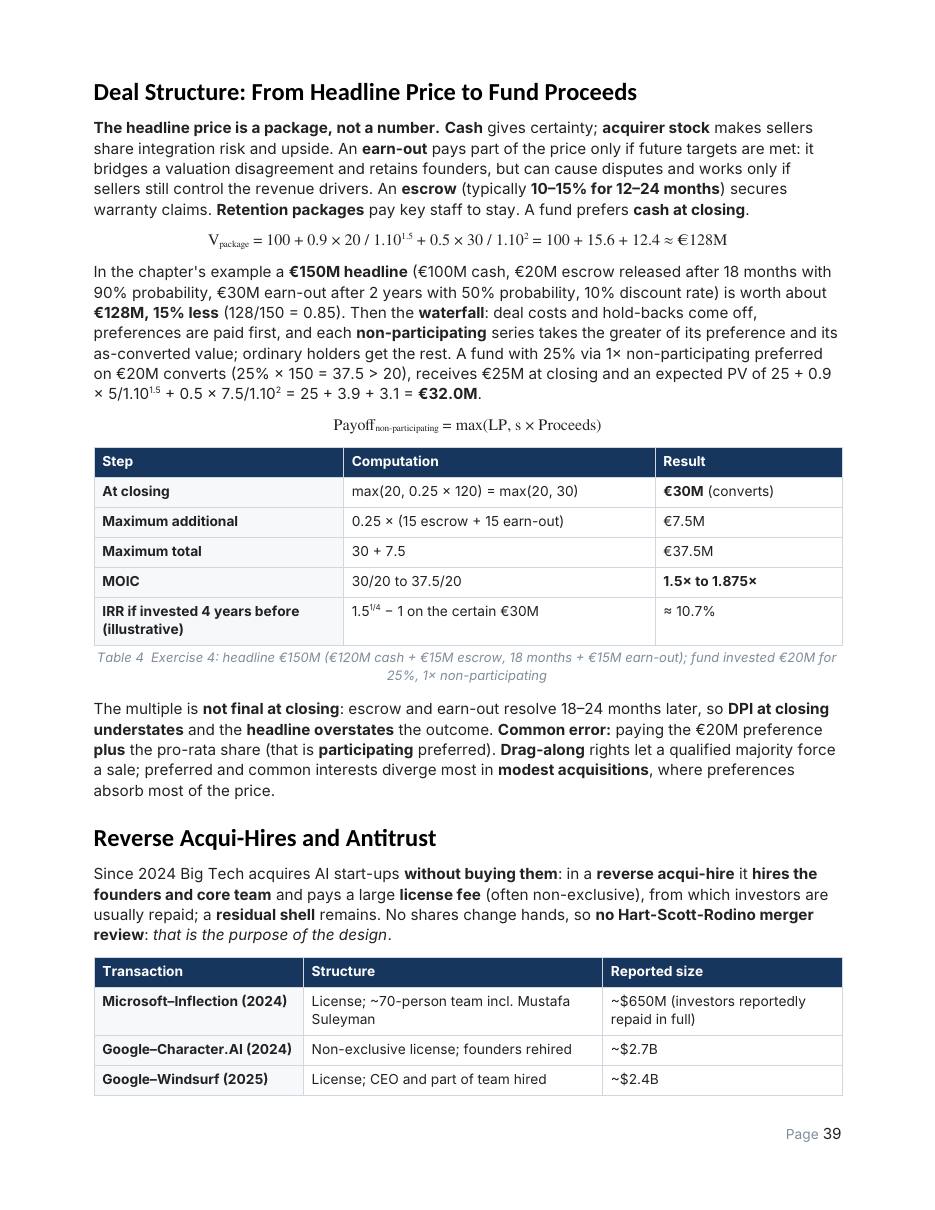 Deal Structure: From Headline Price to Fund Proceeds
The headline price is a package, not a number. Cash gives certainty; acquirer stock makes sellers
share integration risk and upside. An earn-out pays part of the price only if future targets are met: it
bridges a valuation disagreement and retains founders, but can cause disputes and works only if
sellers still control the revenue drivers. An escrow (typically 10–15% for 12–24 months) secures
warranty claims. Retention packages pay key staff to stay. A fund prefers cash at closing.
Vpackage = 100 + 0.9 × 20 / 1.10^1.5 + 0.5 × 30 / 1.10^2 = 100 + 15.6 + 12.4 ≈ €128M
In the chapter's example a €150M headline (€100M cash, €20M escrow released after 18 months with
90% probability, €30M earn-out after 2 years with 50% probability, 10% discount rate) is worth about
€128M, 15% less (128/150 = 0.85). Then the waterfall: deal costs and hold-backs come off,
preferences are paid first, and each non-participating series takes the greater of its preference and its
as-converted value; ordinary holders get the rest. A fund with 25% via 1× non-participating preferred
on €20M converts (25% × 150 = 37.5 > 20), receives €25M at closing and an expected PV of 25 + 0.9
× 5/1.10^1.5 + 0.5 × 7.5/1.10^2 = 25 + 3.9 + 3.1 = €32.0M.
Payoffnon-participating = max(LP, s × Proceeds)
Step Computation Result
At closing max(20, 0.25 × 120) = max(20, 30) €30M (converts)
Maximum additional 0.25 × (15 escrow + 15 earn-out) €7.5M
Maximum total 30 + 7.5 €37.5M
MOIC 30/20 to 37.5/20 1.5× to 1.875×
IRR if invested 4 years before 1.5^1/4 − 1 on the certain €30M ≈ 10.7%
(illustrative)
Table 4 Exercise 4: headline €150M (€120M cash + €15M escrow, 18 months + €15M earn-out); fund invested €20M for
25%, 1× non-participating
The multiple is not final at closing: escrow and earn-out resolve 18–24 months later, so DPI at closing
understates and the headline overstates the outcome. Common error: paying the €20M preference
plus the pro-rata share (that is participating preferred). Drag-along rights let a qualified majority force
a sale; preferred and common interests diverge most in modest acquisitions, where preferences
absorb most of the price.
Reverse Acqui-Hires and Antitrust
Since 2024 Big Tech acquires AI start-ups without buying them: in a reverse acqui-hire it hires the
founders and core team and pays a large license fee (often non-exclusive), from which investors are
usually repaid; a residual shell remains. No shares change hands, so no Hart-Scott-Rodino merger
review: that is the purpose of the design.
Transaction Structure Reported size
Microsoft–Inflection (2024) License; ~70-person team incl. Mustafa ~$650M (investors reportedly
Suleyman repaid in full)
Google–Character.AI (2024) Non-exclusive license; founders rehired ~$2.7B
Google–Windsurf (2025) License; CEO and part of team hired ~$2.4B
Page 39